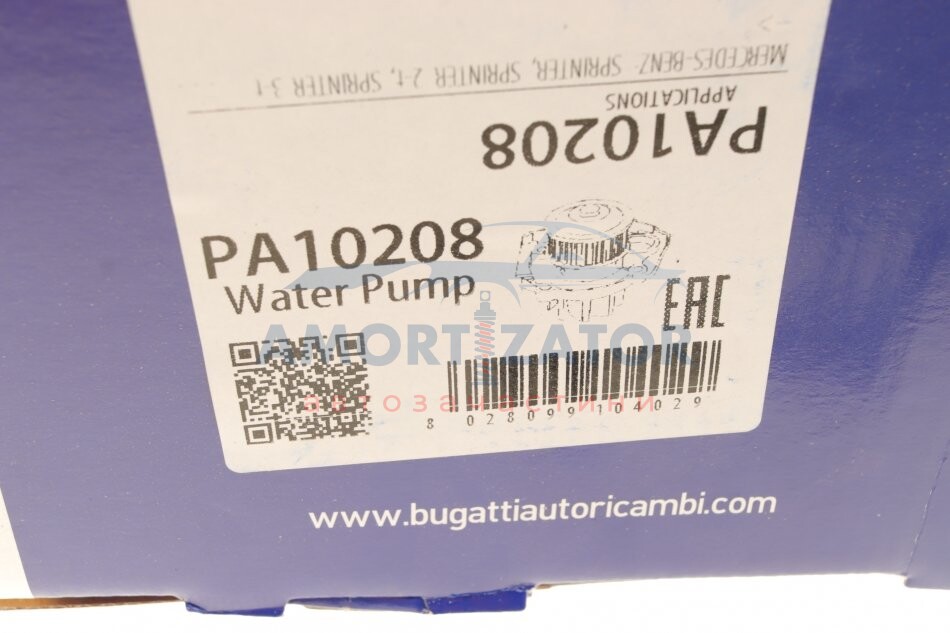 MERCEDES-BENZ- SPRINTER, SPRINTER 2-t, SPRINTER 3-t
APPLICATIONS
PA10208
PA10208
Water Pump
EAC
AMORTIZATOR
автозапчастини
8 028099 104029
www.bugattiautoricambi.com